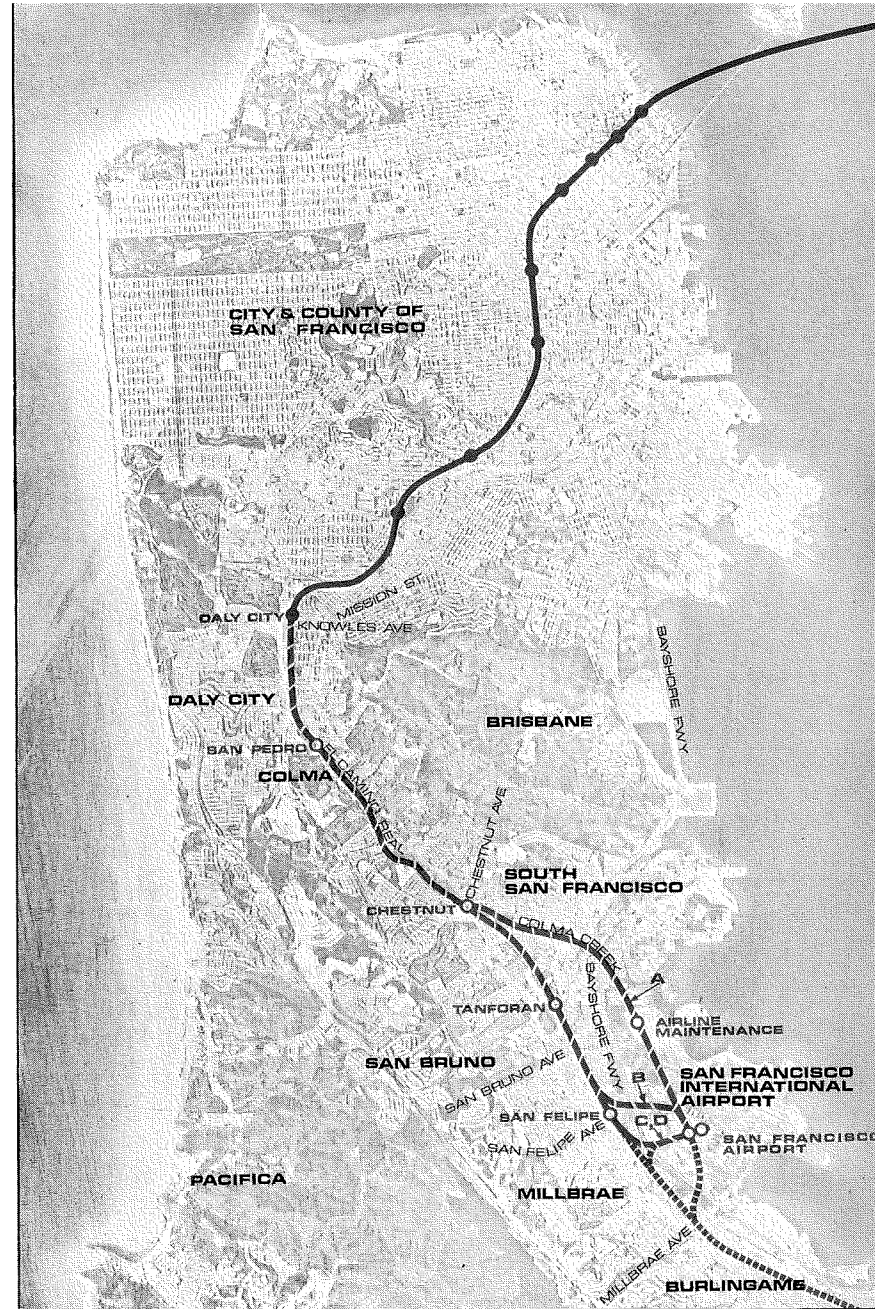 CITY & COUNTY OF
SAN FRANCISCO
MISSION ST.
DALY CITY
KNOWLES AVE
BAYSHORE FWY
DALY CITY
BRISBANE
SAN PEDRO
COLMA
EL CAMINO REAL
CHESTNUT AVE
SOUTH
SAN FRANCISCO
CHESTNUT
COLMA CREEK
BAYSHORE FWY
A
TANFORAN
AIRLINE
MAINTENANCE
SAN BRUNO
SAN BRUNO AVE
B
SAN FRANCISCO
INTERNATIONAL
AIRPORT
SAN FELIPE
C,D
SAN FELIPE AVE
SAN FRANCISCO
AIRPORT
PACIFICA
MILLBRAE
MILLBRAE AVE
BURLINGAME